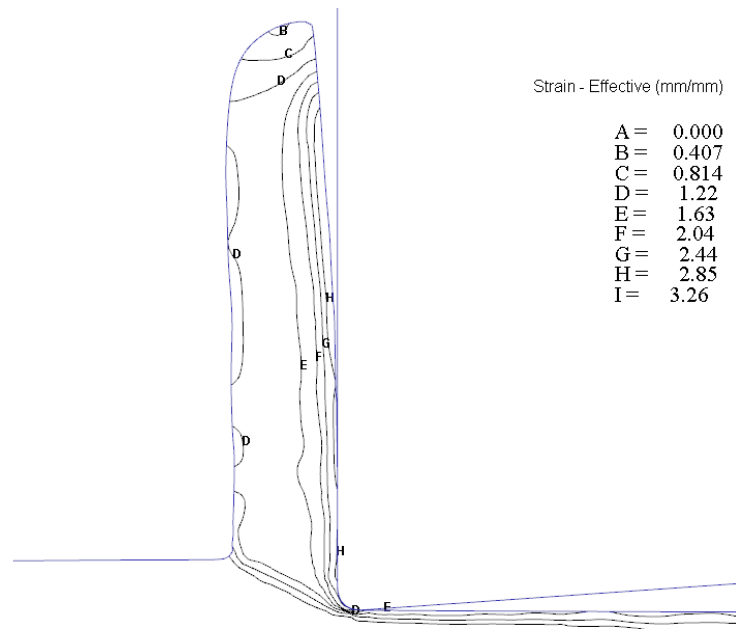 B
C
D
Strain - Effective (mm/mm)
A = 0.000
B = 0.407
C = 0.814
D = 1.22
E = 1.63
F = 2.04
G = 2.44
H = 2.85
I = 3.26
D
H
G
F
E
D
H
D
E